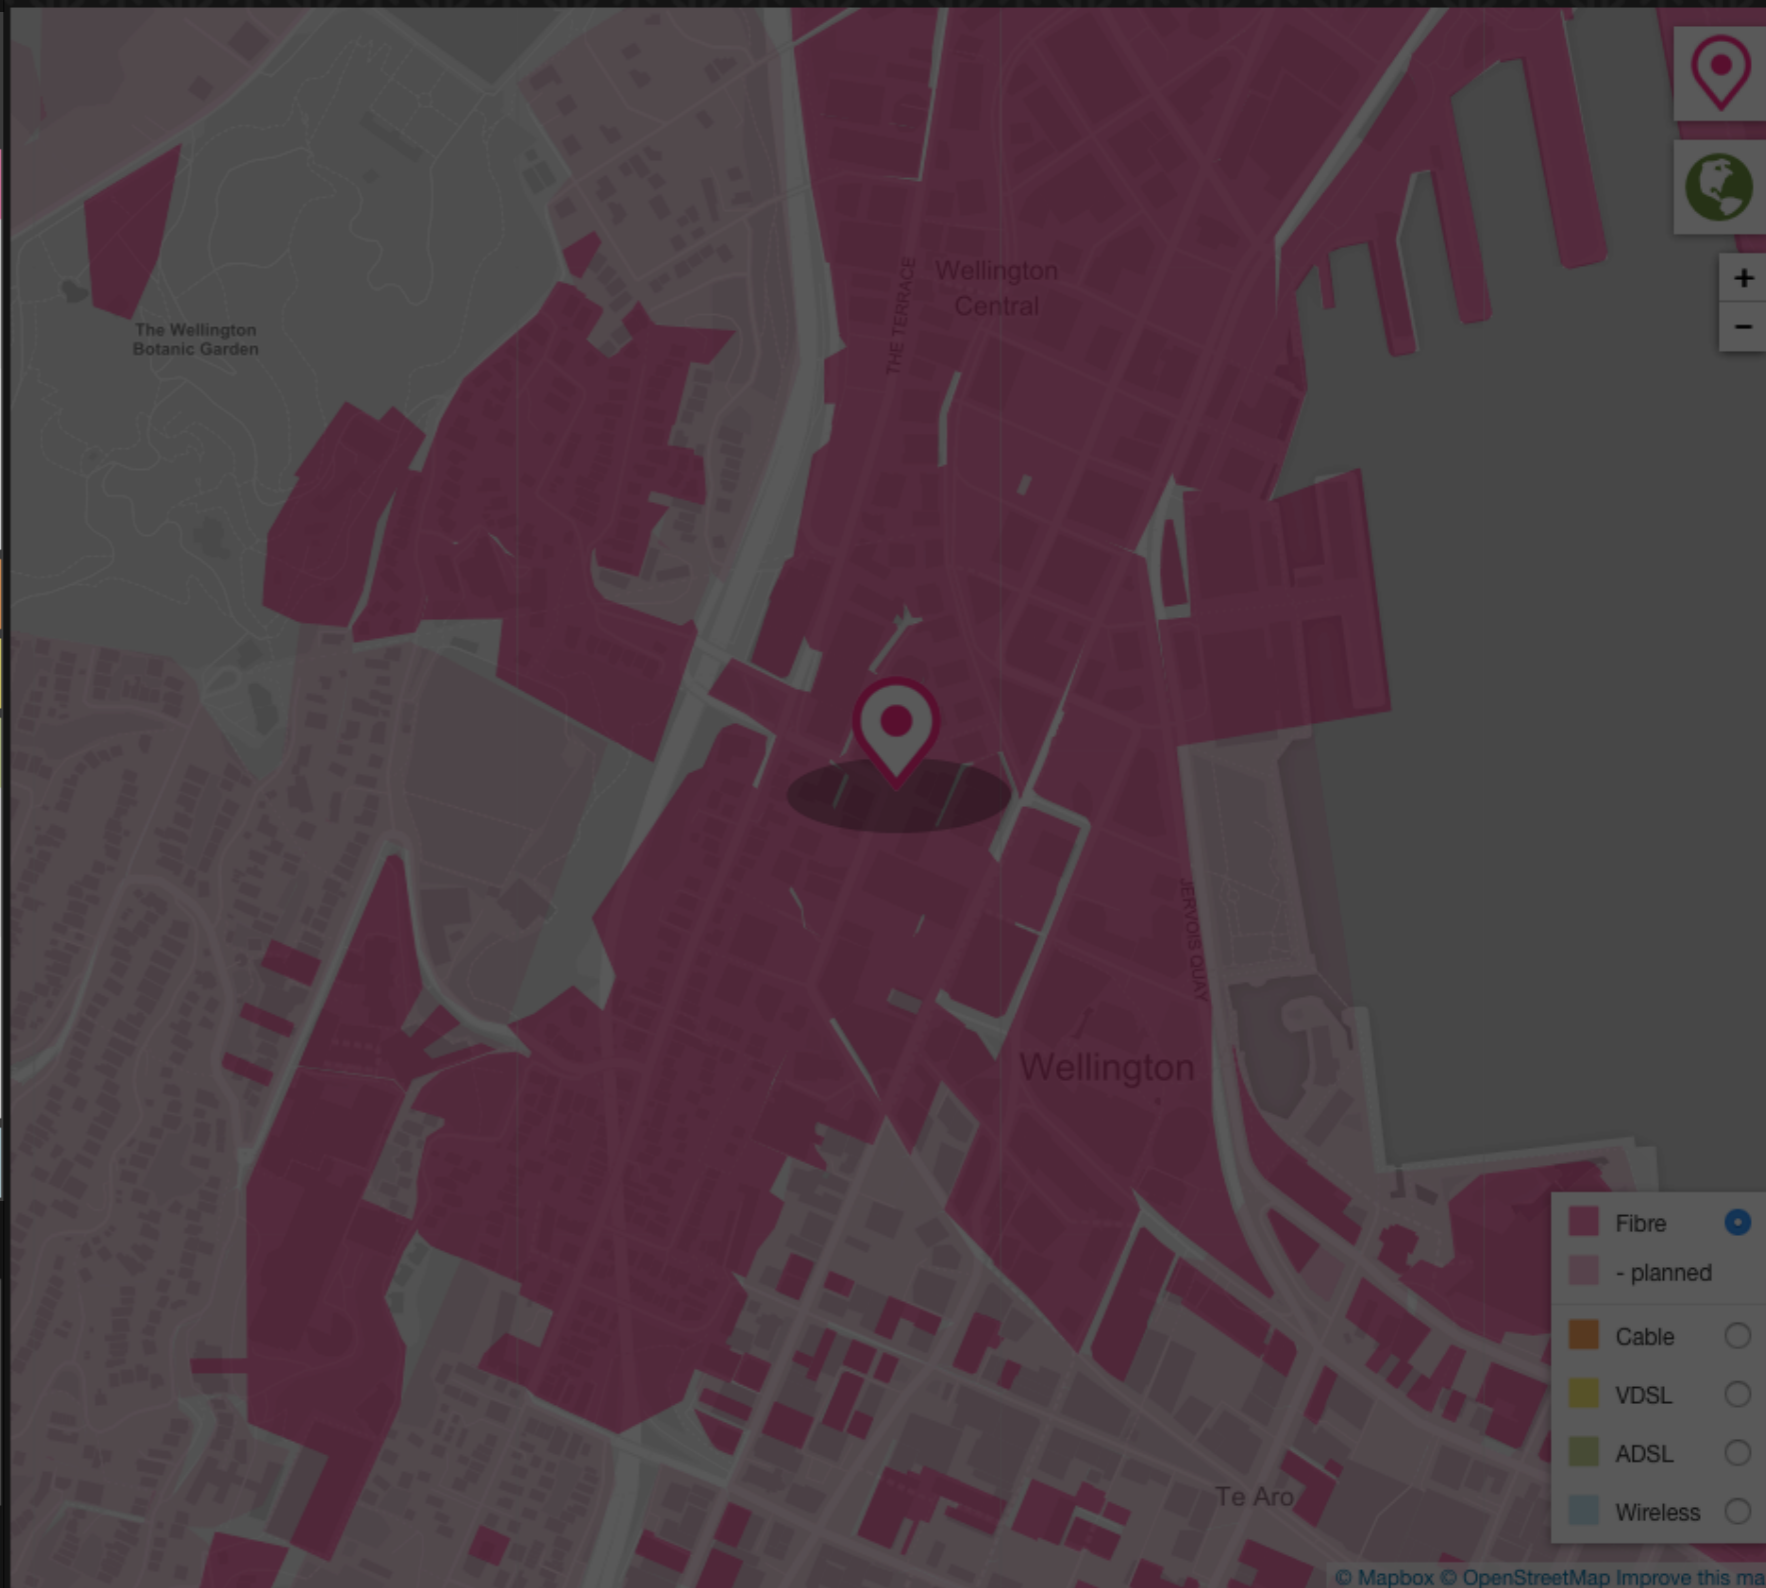 Wellington
Central
THE TERRACE
The Wellington
Botanic Garden
JERVOIS QUAY
Wellington
Te Aro
+
−
Fibre
- planned
Cable
VDSL
ADSL
Wireless
© Mapbox © OpenStreetMap Improve this ma